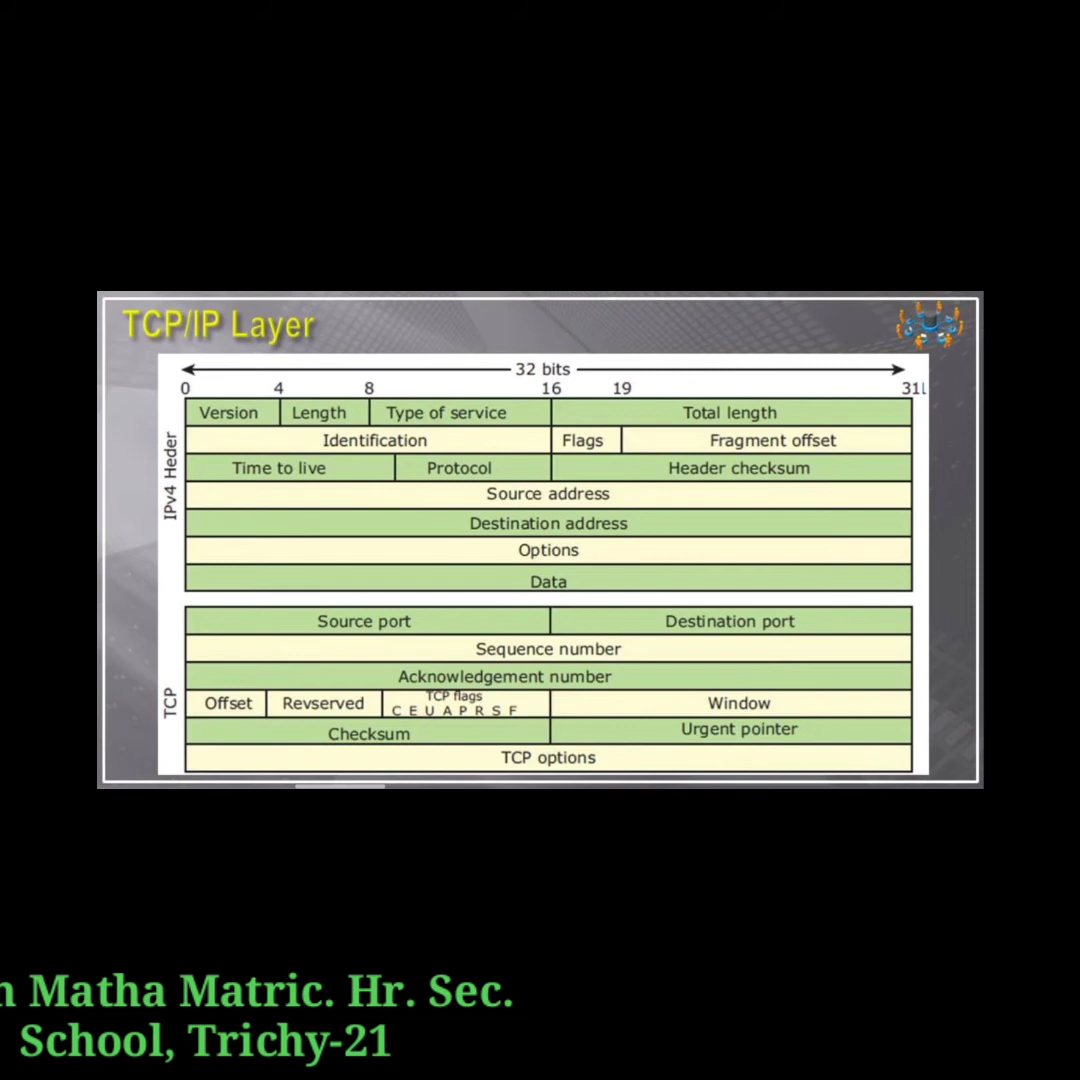 TCP/IP Layer
32 bits
0 4 8 16 19 31L
IPv4 Heder
Version Length Type of service Total length
Identification Flags Fragment offset
Time to live Protocol Header checksum
Source address
Destination address
Options
Data
TCP
Source port Destination port
Sequence number
Acknowledgement number
Offset Revserved TCP flags Window
C E U A P R S F
Checksum Urgent pointer
TCP options
Matha Matric. Hr. Sec.
School, Trichy-21